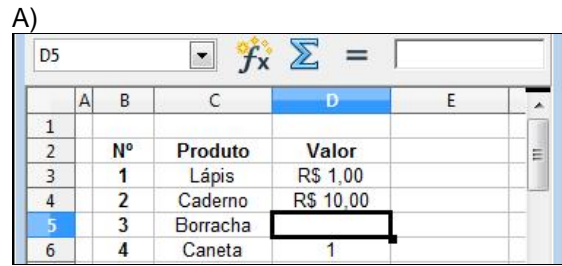 A)
D5 fx Σ =
A B C D E
1
2 Nº Produto Valor
3 1 Lápis R$ 1,00
4 2 Caderno R$ 10,00
5 3 Borracha
6 4 Caneta 1